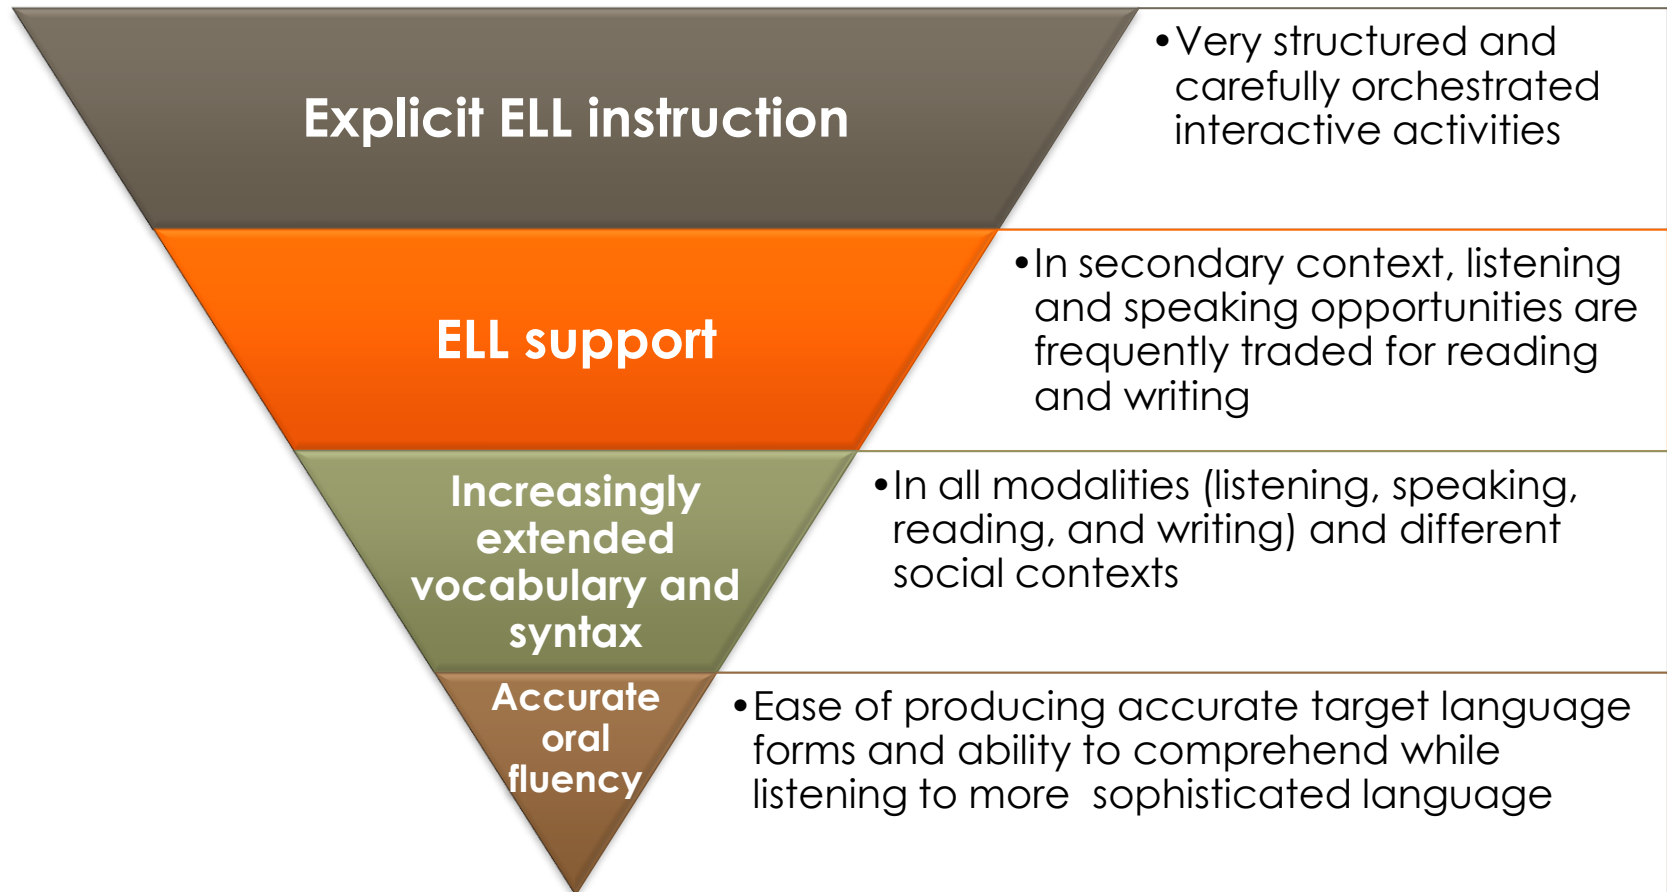 Explicit ELL instruction
•Very structured and
carefully orchestrated
interactive activities
ELL support
•In secondary context, listening
and speaking opportunities are
frequently traded for reading
and writing
Increasingly
extended
vocabulary and
syntax
•In all modalities (listening, speaking,
reading, and writing) and different
social contexts
Accurate
oral
fluency
•Ease of producing accurate target language
forms and ability to comprehend while
listening to more  sophisticated language